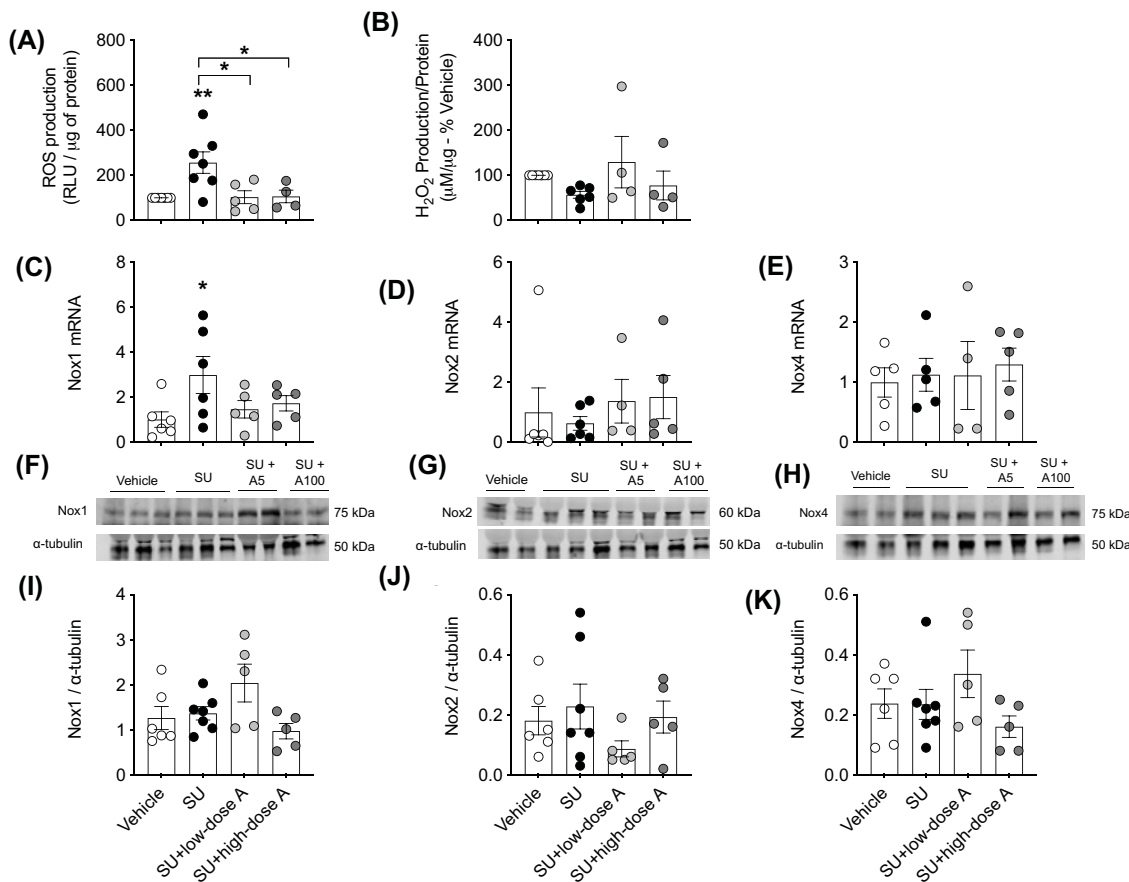 (A)
ROS production
(RLU / μg of protein)
800
600
400
200
0
**
*
*
(B)
H2O2 Production/Protein
(μM/μg - % Vehicle)
400
300
200
100
0
(C)
Nox1 mRNA
8
6
4
2
0
*
(D)
Nox2 mRNA
6
4
2
0
(E)
Nox4 mRNA
3
2
1
0
(F)
Vehicle
SU
SU +
A5
SU +
A100
Nox1
75 kDa
α-tubulin
50 kDa
(G)
Vehicle
SU
SU +
A5
SU +
A100
Nox2
60 kDa
α-tubulin
50 kDa
(H)
Vehicle
SU
SU +
A5
SU +
A100
Nox4
75 kDa
α-tubulin
50 kDa
(I)
Nox1 / α-tubulin
4
3
2
1
0
Vehicle
SU
SU+low-dose A
SU+high-dose A
(J)
Nox2 / α-tubulin
0.6
0.4
0.2
0.0
Vehicle
SU
SU+low-dose A
SU+high-dose A
(K)
Nox4 / α-tubulin
0.6
0.4
0.2
0.0
Vehicle
SU
SU+low-dose A
SU+high-dose A